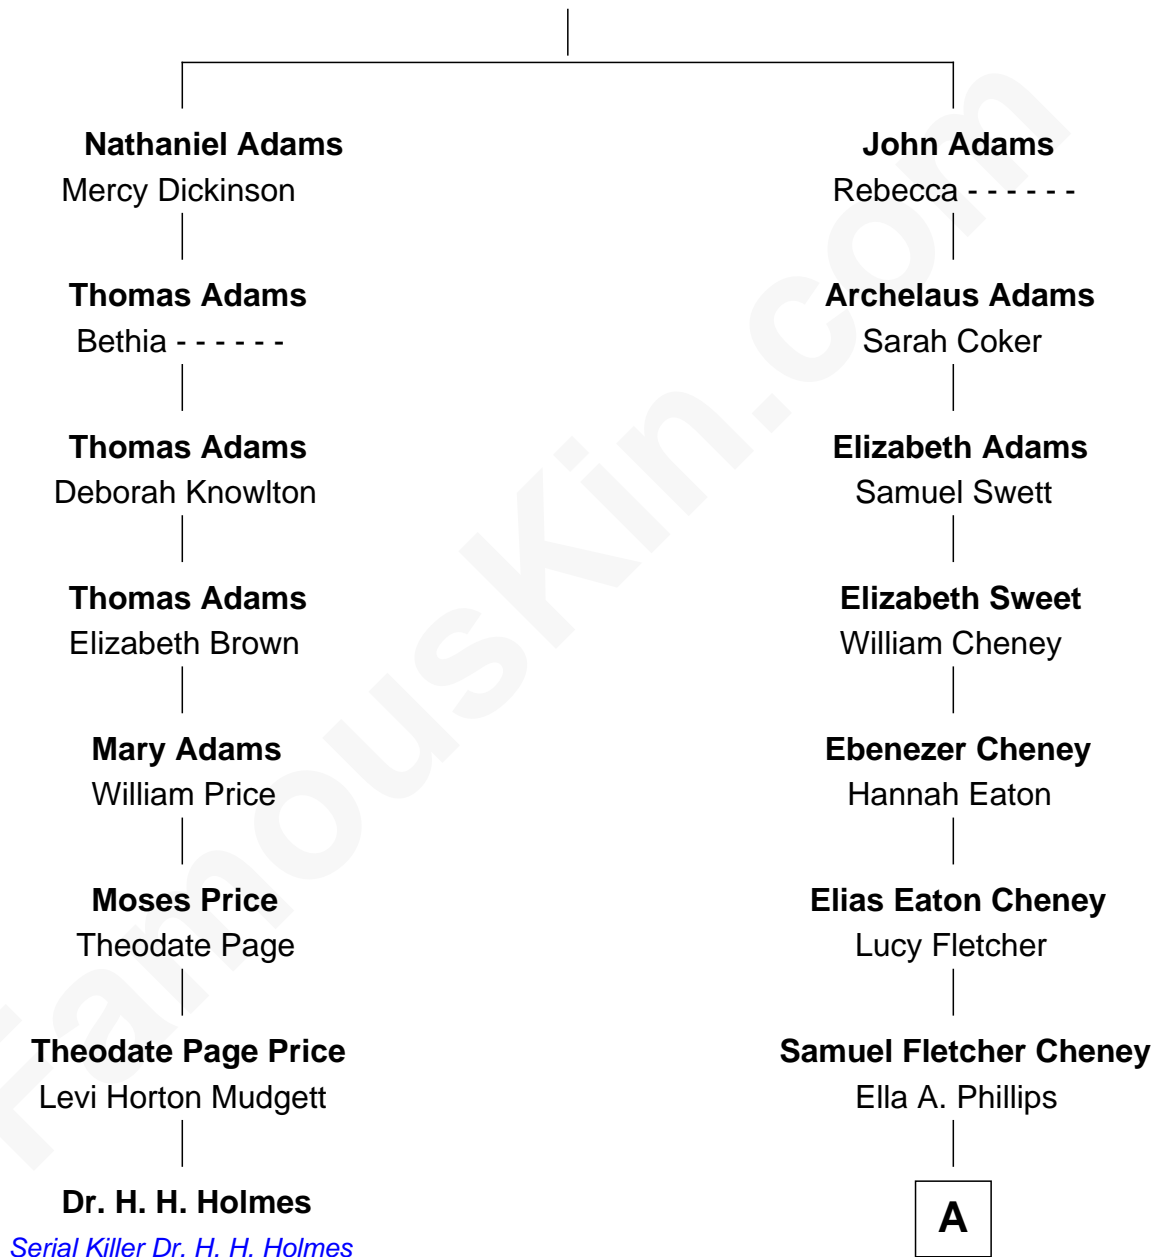 Nathaniel Adams
Mercy Dickinson
John Adams
Rebecca - - - - - -
Thomas Adams
Bethia - - - - - -
Archelaus Adams
Sarah Coker
Thomas Adams
Deborah Knowlton
Elizabeth Adams
Samuel Swett
Thomas Adams
Elizabeth Brown
Elizabeth Sweet
William Cheney
Mary Adams
William Price
Ebenezer Cheney
Hannah Eaton
Moses Price
Theodate Page
Elias Eaton Cheney
Lucy Fletcher
Theodate Page Price
Levi Horton Mudgett
Samuel Fletcher Cheney
Ella A. Phillips
Dr. H. H. Holmes
Serial Killer Dr. H. H. Holmes
A
FamousKin.com